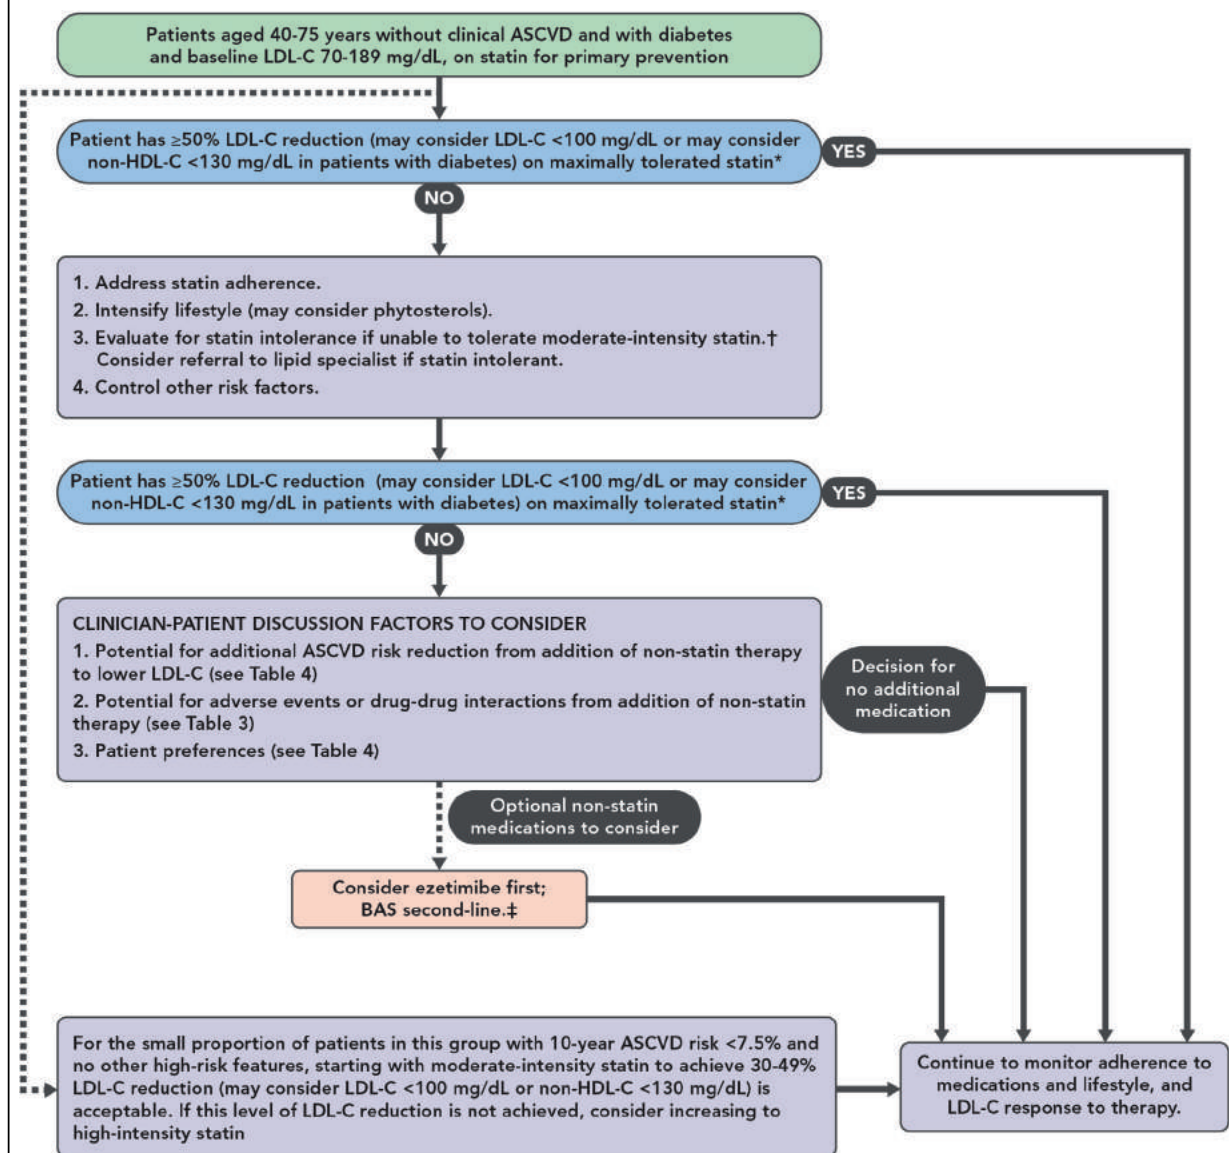 Patients aged 40-75 years without clinical ASCVD and with diabetes
and baseline LDL-C 70-189 mg/dL, on statin for primary prevention
Patient has ≥50% LDL-C reduction (may consider LDL-C <100 mg/dL or may consider
non-HDL-C <130 mg/dL in patients with diabetes) on maximally tolerated statin*
YES
NO
1. Address statin adherence.
2. Intensify lifestyle (may consider phytosterols).
3. Evaluate for statin intolerance if unable to tolerate moderate-intensity statin.†
Consider referral to lipid specialist if statin intolerant.
4. Control other risk factors.
Patient has ≥50% LDL-C reduction (may consider LDL-C <100 mg/dL or may consider
non-HDL-C <130 mg/dL in patients with diabetes) on maximally tolerated statin*
YES
NO
CLINICIAN-PATIENT DISCUSSION FACTORS TO CONSIDER
1. Potential for additional ASCVD risk reduction from addition of non-statin therapy
to lower LDL-C (see Table 4)
2. Potential for adverse events or drug-drug interactions from addition of non-statin
therapy (see Table 3)
3. Patient preferences (see Table 4)
Decision for
no additional
medication
Optional non-statin
medications to consider
Consider ezetimibe first;
BAS second-line.‡
For the small proportion of patients in this group with 10-year ASCVD risk <7.5% and
no other high-risk features, starting with moderate-intensity statin to achieve 30-49%
LDL-C reduction (may consider LDL-C <100 mg/dL or non-HDL-C <130 mg/dL) is
acceptable. If this level of LDL-C reduction is not achieved, consider increasing to
high-intensity statin
Continue to monitor adherence to
medications and lifestyle, and
LDL-C response to therapy.